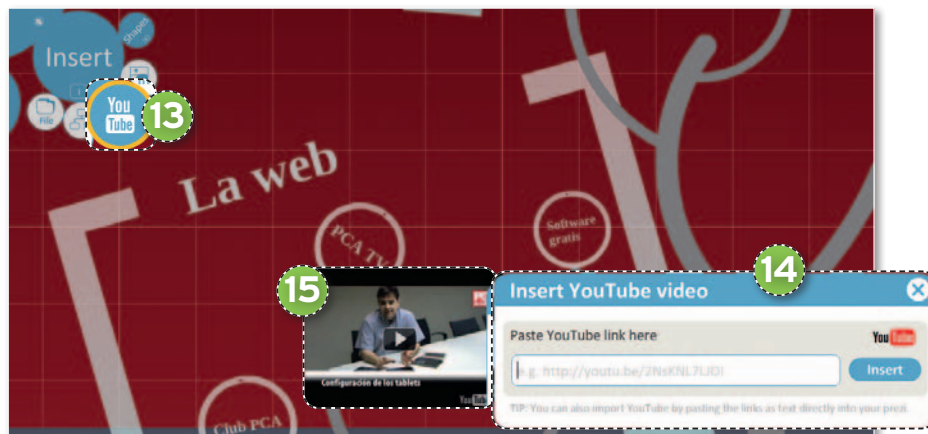 Insert
Shapes
File
You
Tube
13
La web
PCA TV
Software
gratis
Club PCA
15
Configuración de los tablets
YouTube
14
Insert YouTube video
Paste YouTube link here
YouTube
e.g. http://youtu.be/2NsKNL7LJDI
Insert
TIP: You can also import YouTube by pasting the links as text directly into your prezi.